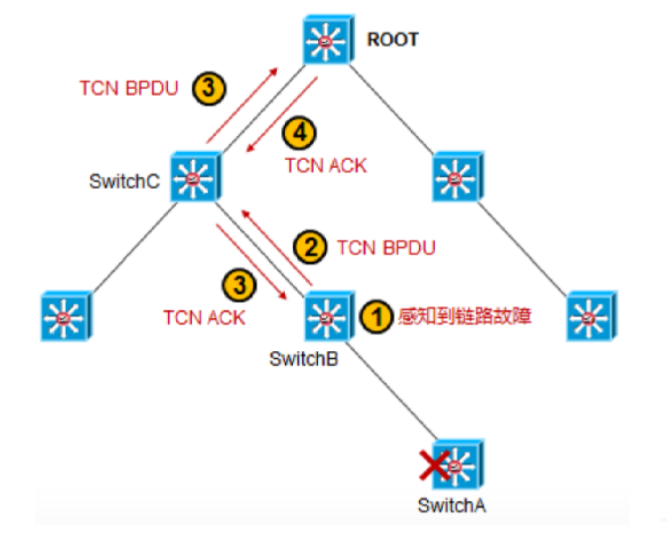 ROOT
TCN BPDU 3
4
TCN ACK
SwitchC
2 TCN BPDU
3
TCN ACK
1 感知到链路故障
SwitchB
SwitchA